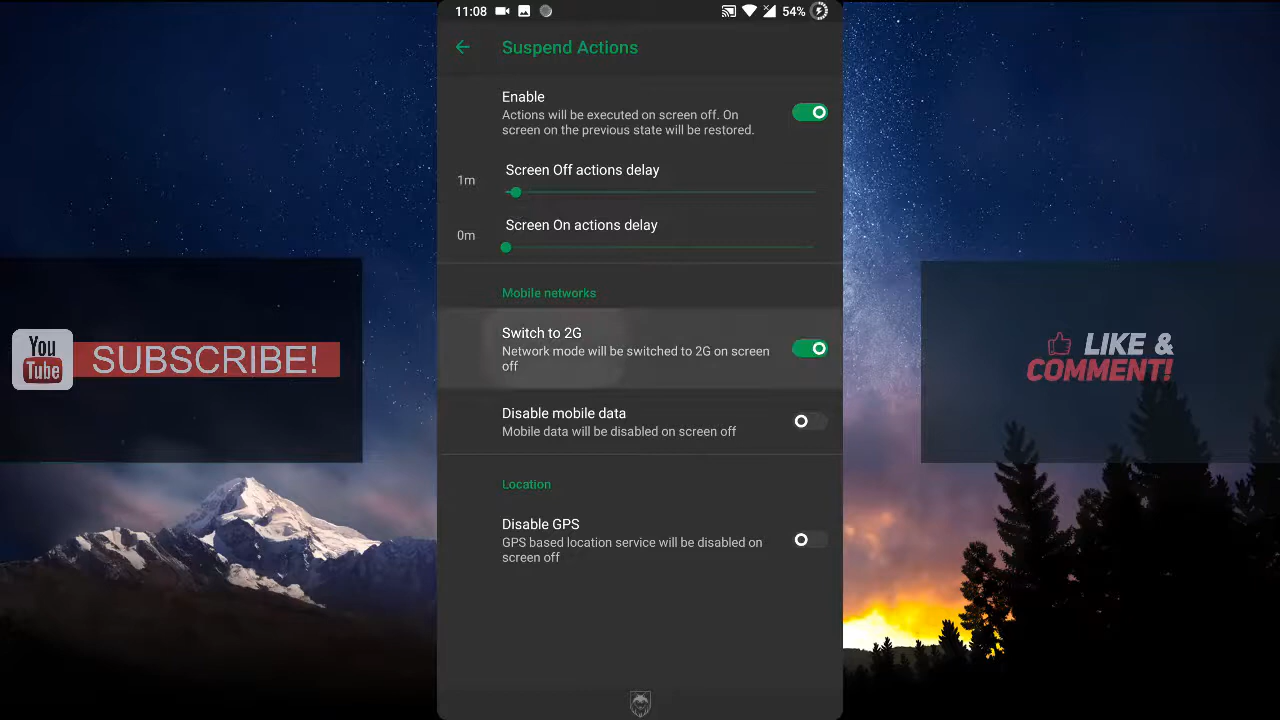 11:08
54%
Suspend Actions
Enable
Actions will be executed on screen off. On
screen on the previous state will be restored.
Screen Off actions delay
1m
Screen On actions delay
0m
Mobile networks
Switch to 2G
Network mode will be switched to 2G on screen
off
Disable mobile data
Mobile data will be disabled on screen off
Location
Disable GPS
GPS based location service will be disabled on
screen off
You
Tube
SUBSCRIBE!
LIKE &
COMMENT!